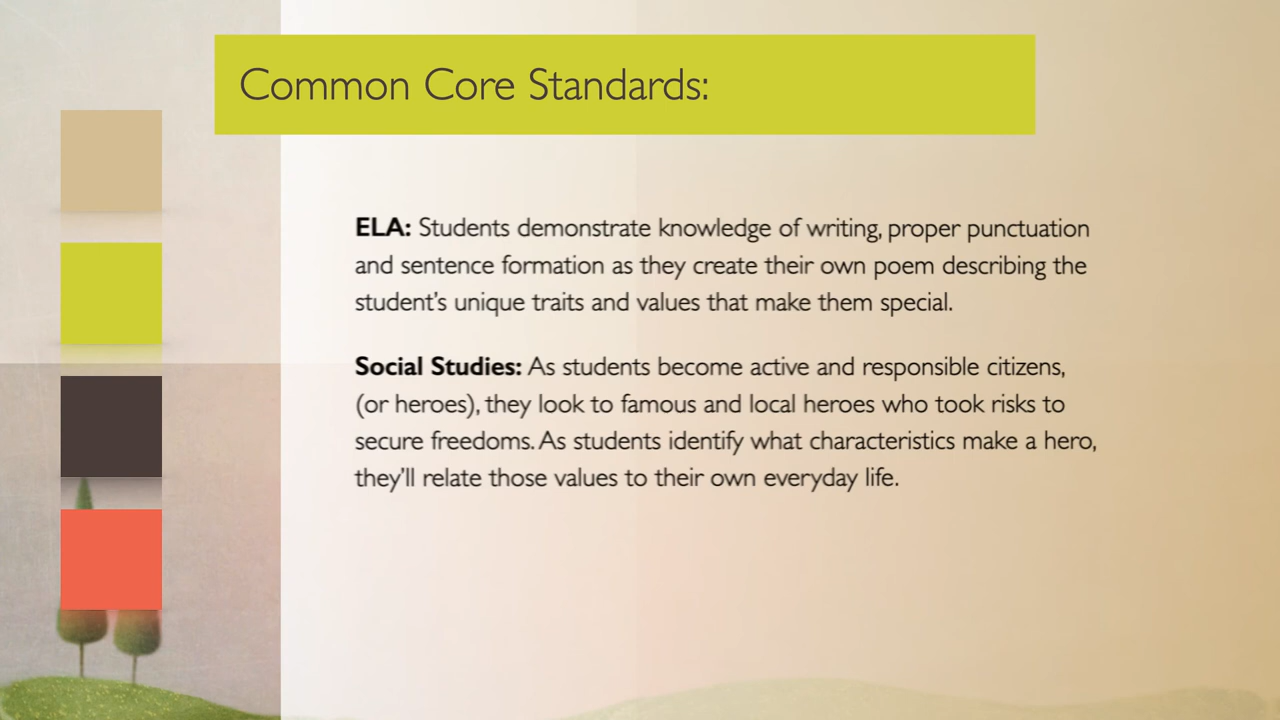 Common Core Standards:
ELA: Students demonstrate knowledge of writing, proper punctuation
and sentence formation as they create their own poem describing the
student’s unique traits and values that make them special.
Social Studies: As students become active and responsible citizens,
(or heroes), they look to famous and local heroes who took risks to
secure freedoms. As students identify what characteristics make a hero,
they’ll relate those values to their own everyday life.